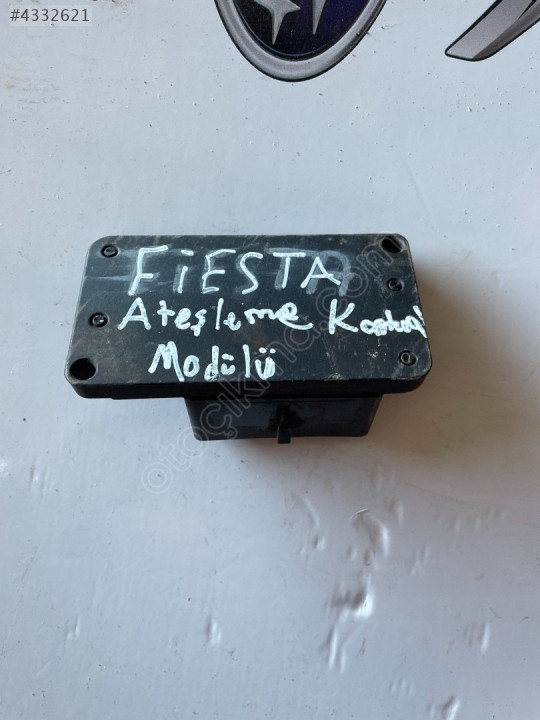 #4332621
FiESTA
Ateşleme Kontrol
Modülü